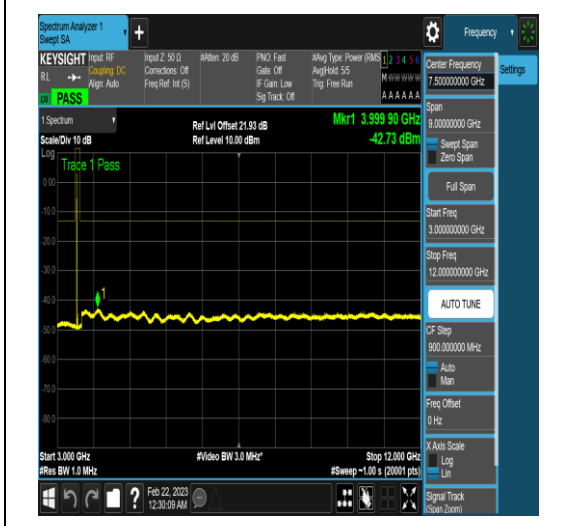 Spectrum Analyzer 1
Swept SA
+
Frequency
KEYSIGHT
RL
PASS
Input: RF
Coupling: DC
Align: Auto
Input Z: 50 Ω
Corrections: Off
Freq Ref: Int (S)
#Atten: 20 dB
PNO: Fast
Gate: Off
IF Gain: Low
Sig Track: Off
#Avg Type: Power (RMS
Avg|Hold: 5/5
Trig: Free Run
1 2 3 4 5 6
M W W W W W
A A A A A A
1 Spectrum
Scale/Div 10 dB
Ref Lvl Offset 21.93 dB
Ref Level 10.00 dBm
Mkr1 3.999 90 GHz
-42.73 dBm
Log
Trace 1 Pass
0.00
-10.0
-20.0
-30.0
-40.0
-50.0
-60.0
-70.0
-80.0
1
Start 3.000 GHz
#Res BW 1.0 MHz
#Video BW 3.0 MHz*
Stop 12.000 GHz
#Sweep ~1.00 s (20001 pts)
Feb 22, 2023
12:30:09 AM
?
Center Frequency
7.500000000 GHz
Settings
Span
9.00000000 GHz
Swept Span
Zero Span
Full Span
Start Freq
3.000000000 GHz
Stop Freq
12.000000000 GHz
AUTO TUNE
CF Step
900.000000 MHz
Auto
Man
Freq Offset
0 Hz
X Axis Scale
Log
Lin
Signal Track
(Span Zoom)